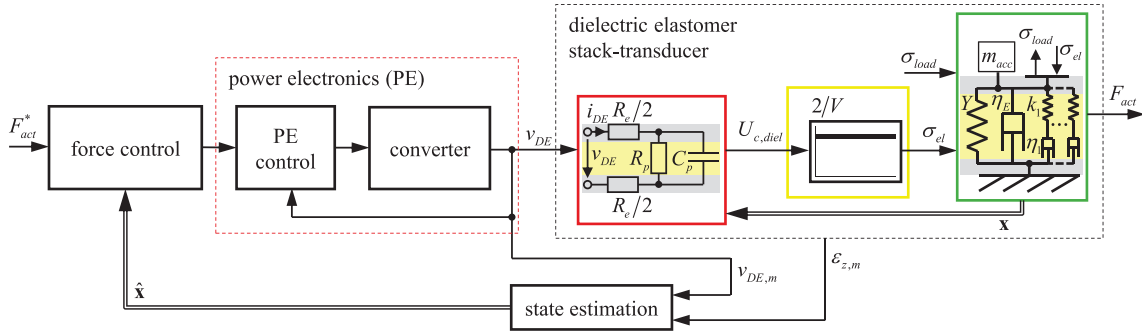 dielectric elastomer
stack-transducer
power electronics (PE)
F*act
force control
PE
control
converter
vDE
iDE
Re/2
vDE
Rp
Cp
Re/2
Uc,diel
2/V
σel
σload
macc
σload
σel
Y
ηE
k1
...
η1
Fact
x
x̂
vDE,m
εz,m
state estimation